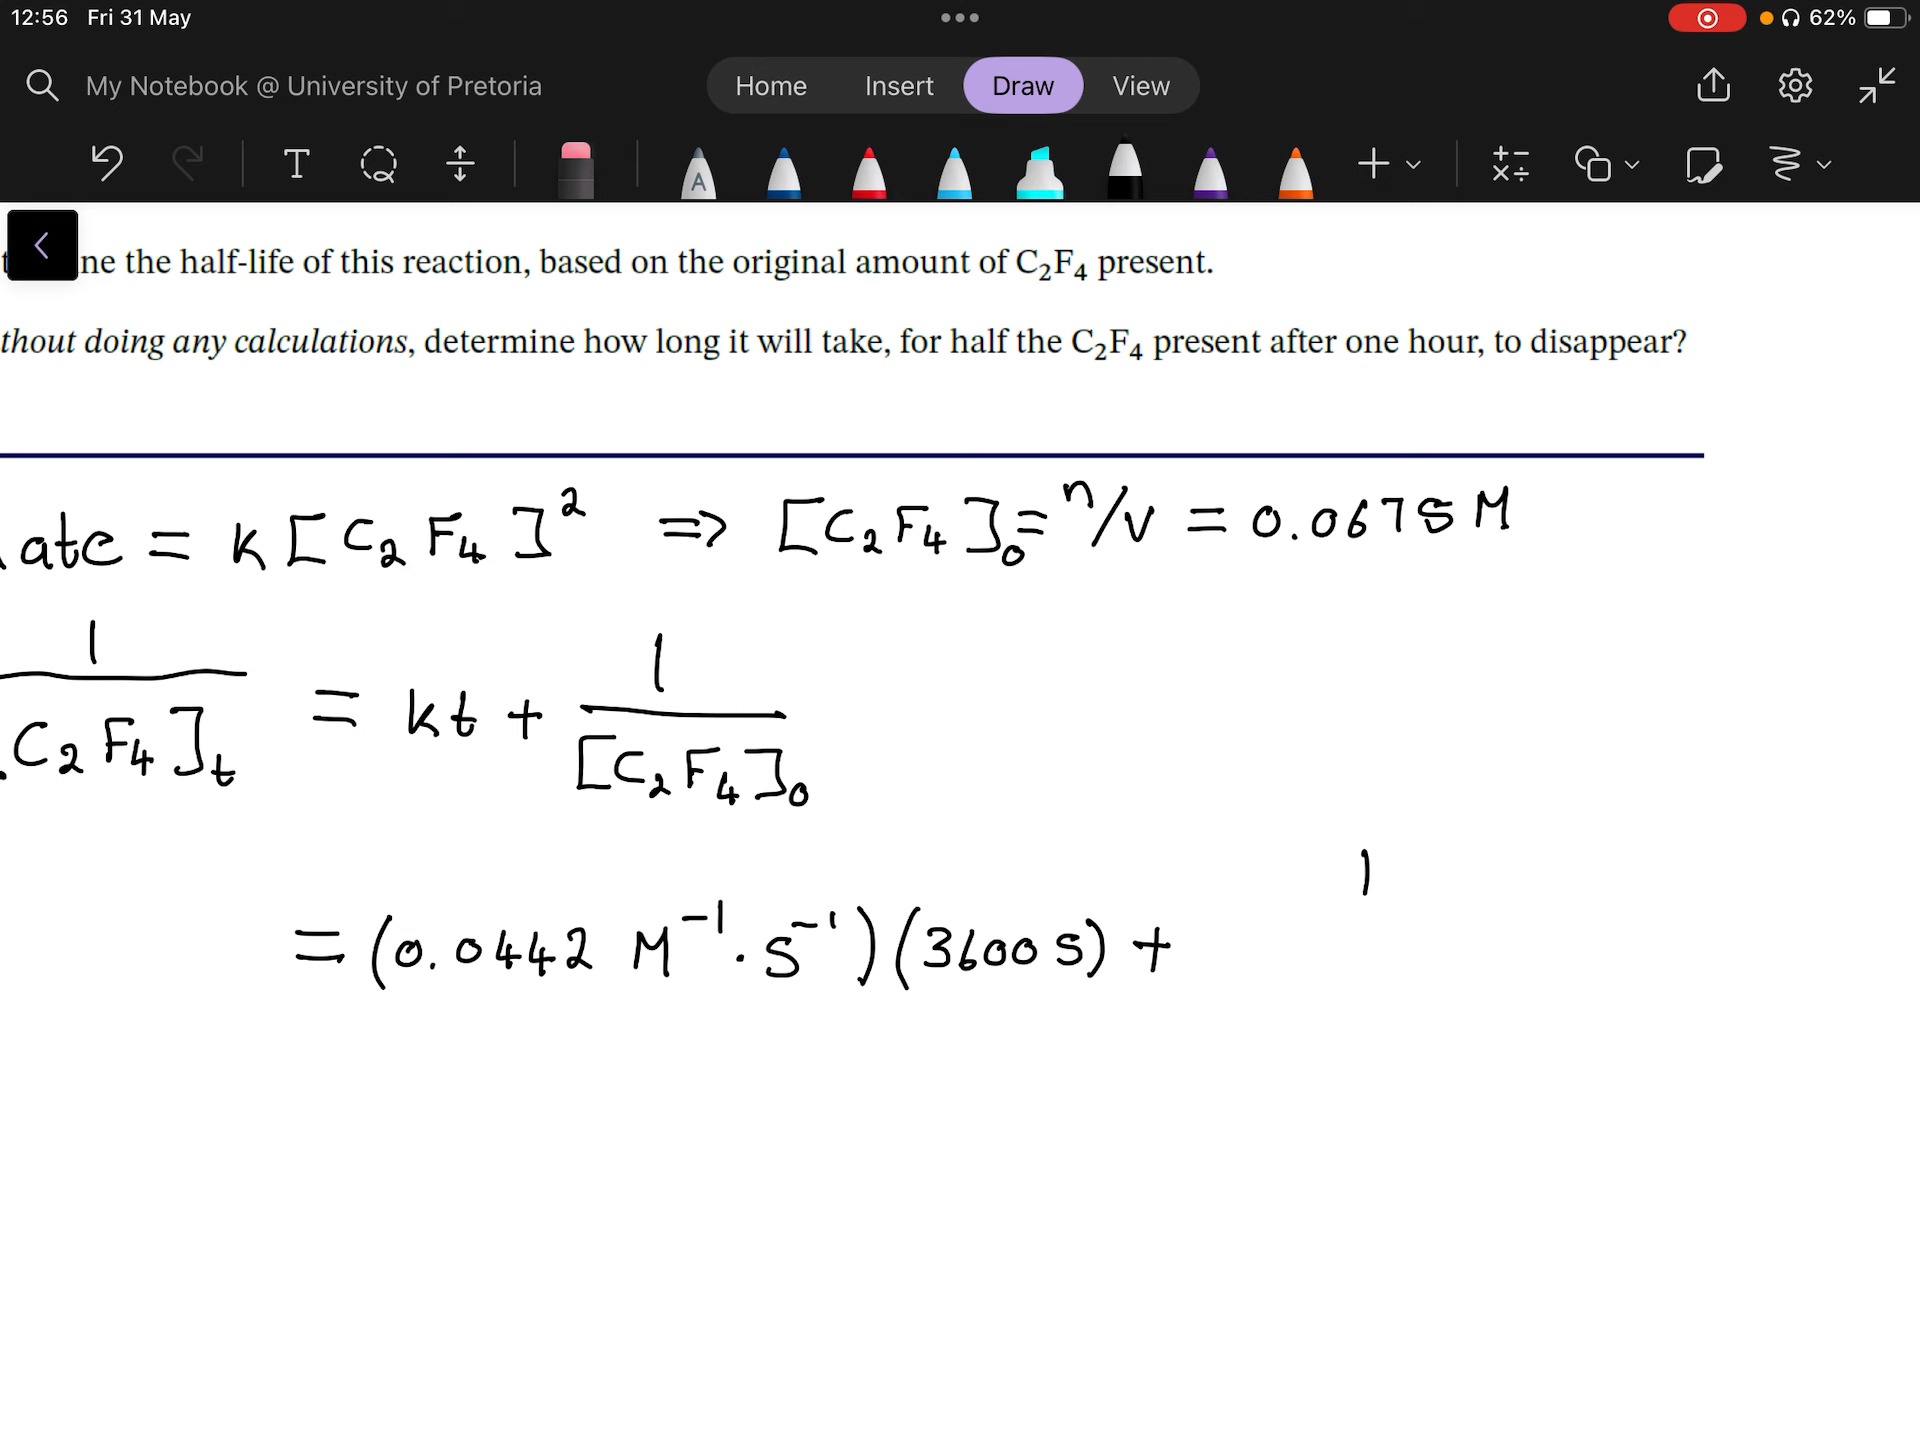 12:56 Fri 31 May 62%
My Notebook @ University of Pretoria Home Insert Draw View
T A
ne the half-life of this reaction, based on the original amount of C₂F₄ present.
thout doing any calculations, determine how long it will take, for half the C₂F₄ present after one hour, to disappear?
ate = k[C₂F₄]² => [C₂F₄]₀ = n/v = 0.0675 M
1/[C₂F₄]t = kt + 1/[C₂F₄]₀
= (0.0442 M⁻¹·s⁻¹)(3600 s) + 1